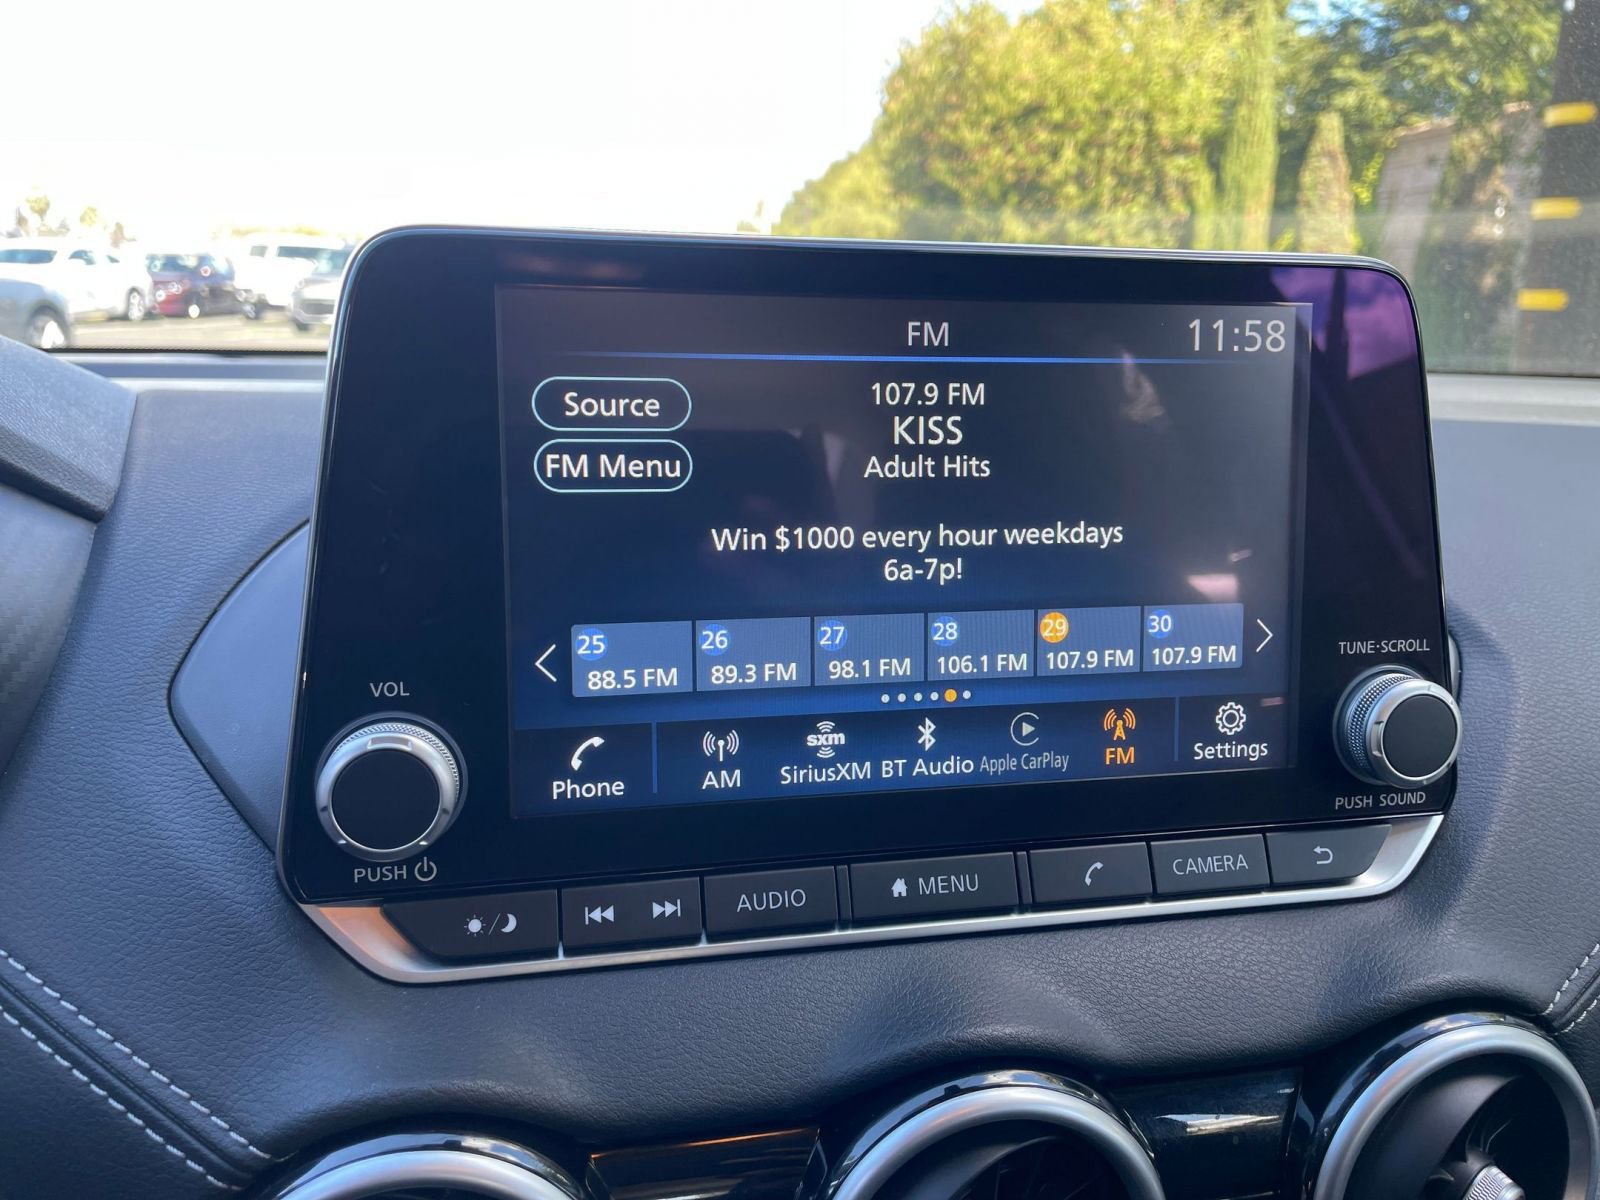 FM
11:58
Source
107.9 FM
KISS
Adult Hits
FM Menu
Win $1000 every hour weekdays
6a-7p!
25 26 27 28 29 30
88.5 FM 89.3 FM 98.1 FM 106.1 FM 107.9 FM 107.9 FM
Phone
AM
sxm
SiriusXM
BT Audio
Apple CarPlay
FM
Settings
VOL
PUSH
TUNE·SCROLL
PUSH SOUND
AUDIO
MENU
CAMERA